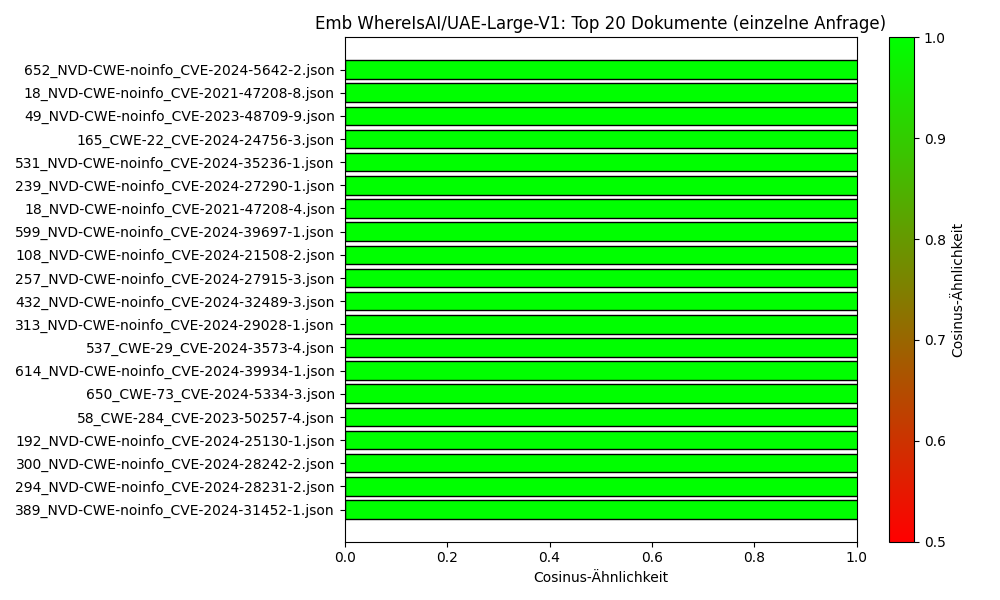 Emb WhereIsAI/UAE-Large-V1: Top 20 Dokumente (einzelne Anfrage)
652_NVD-CWE-noinfo_CVE-2024-5642-2.json
18_NVD-CWE-noinfo_CVE-2021-47208-8.json
49_NVD-CWE-noinfo_CVE-2023-48709-9.json
165_CWE-22_CVE-2024-24756-3.json
531_NVD-CWE-noinfo_CVE-2024-35236-1.json
239_NVD-CWE-noinfo_CVE-2024-27290-1.json
18_NVD-CWE-noinfo_CVE-2021-47208-4.json
599_NVD-CWE-noinfo_CVE-2024-39697-1.json
108_NVD-CWE-noinfo_CVE-2024-21508-2.json
257_NVD-CWE-noinfo_CVE-2024-27915-3.json
432_NVD-CWE-noinfo_CVE-2024-32489-3.json
313_NVD-CWE-noinfo_CVE-2024-29028-1.json
537_CWE-29_CVE-2024-3573-4.json
614_NVD-CWE-noinfo_CVE-2024-39934-1.json
650_CWE-73_CVE-2024-5334-3.json
58_CWE-284_CVE-2023-50257-4.json
192_NVD-CWE-noinfo_CVE-2024-25130-1.json
300_NVD-CWE-noinfo_CVE-2024-28242-2.json
294_NVD-CWE-noinfo_CVE-2024-28231-2.json
389_NVD-CWE-noinfo_CVE-2024-31452-1.json
0.0 0.2 0.4 0.6 0.8 1.0
Cosinus-Ähnlichkeit
1.0
0.9
0.8
0.7
0.6
0.5
Cosinus-Ähnlichkeit